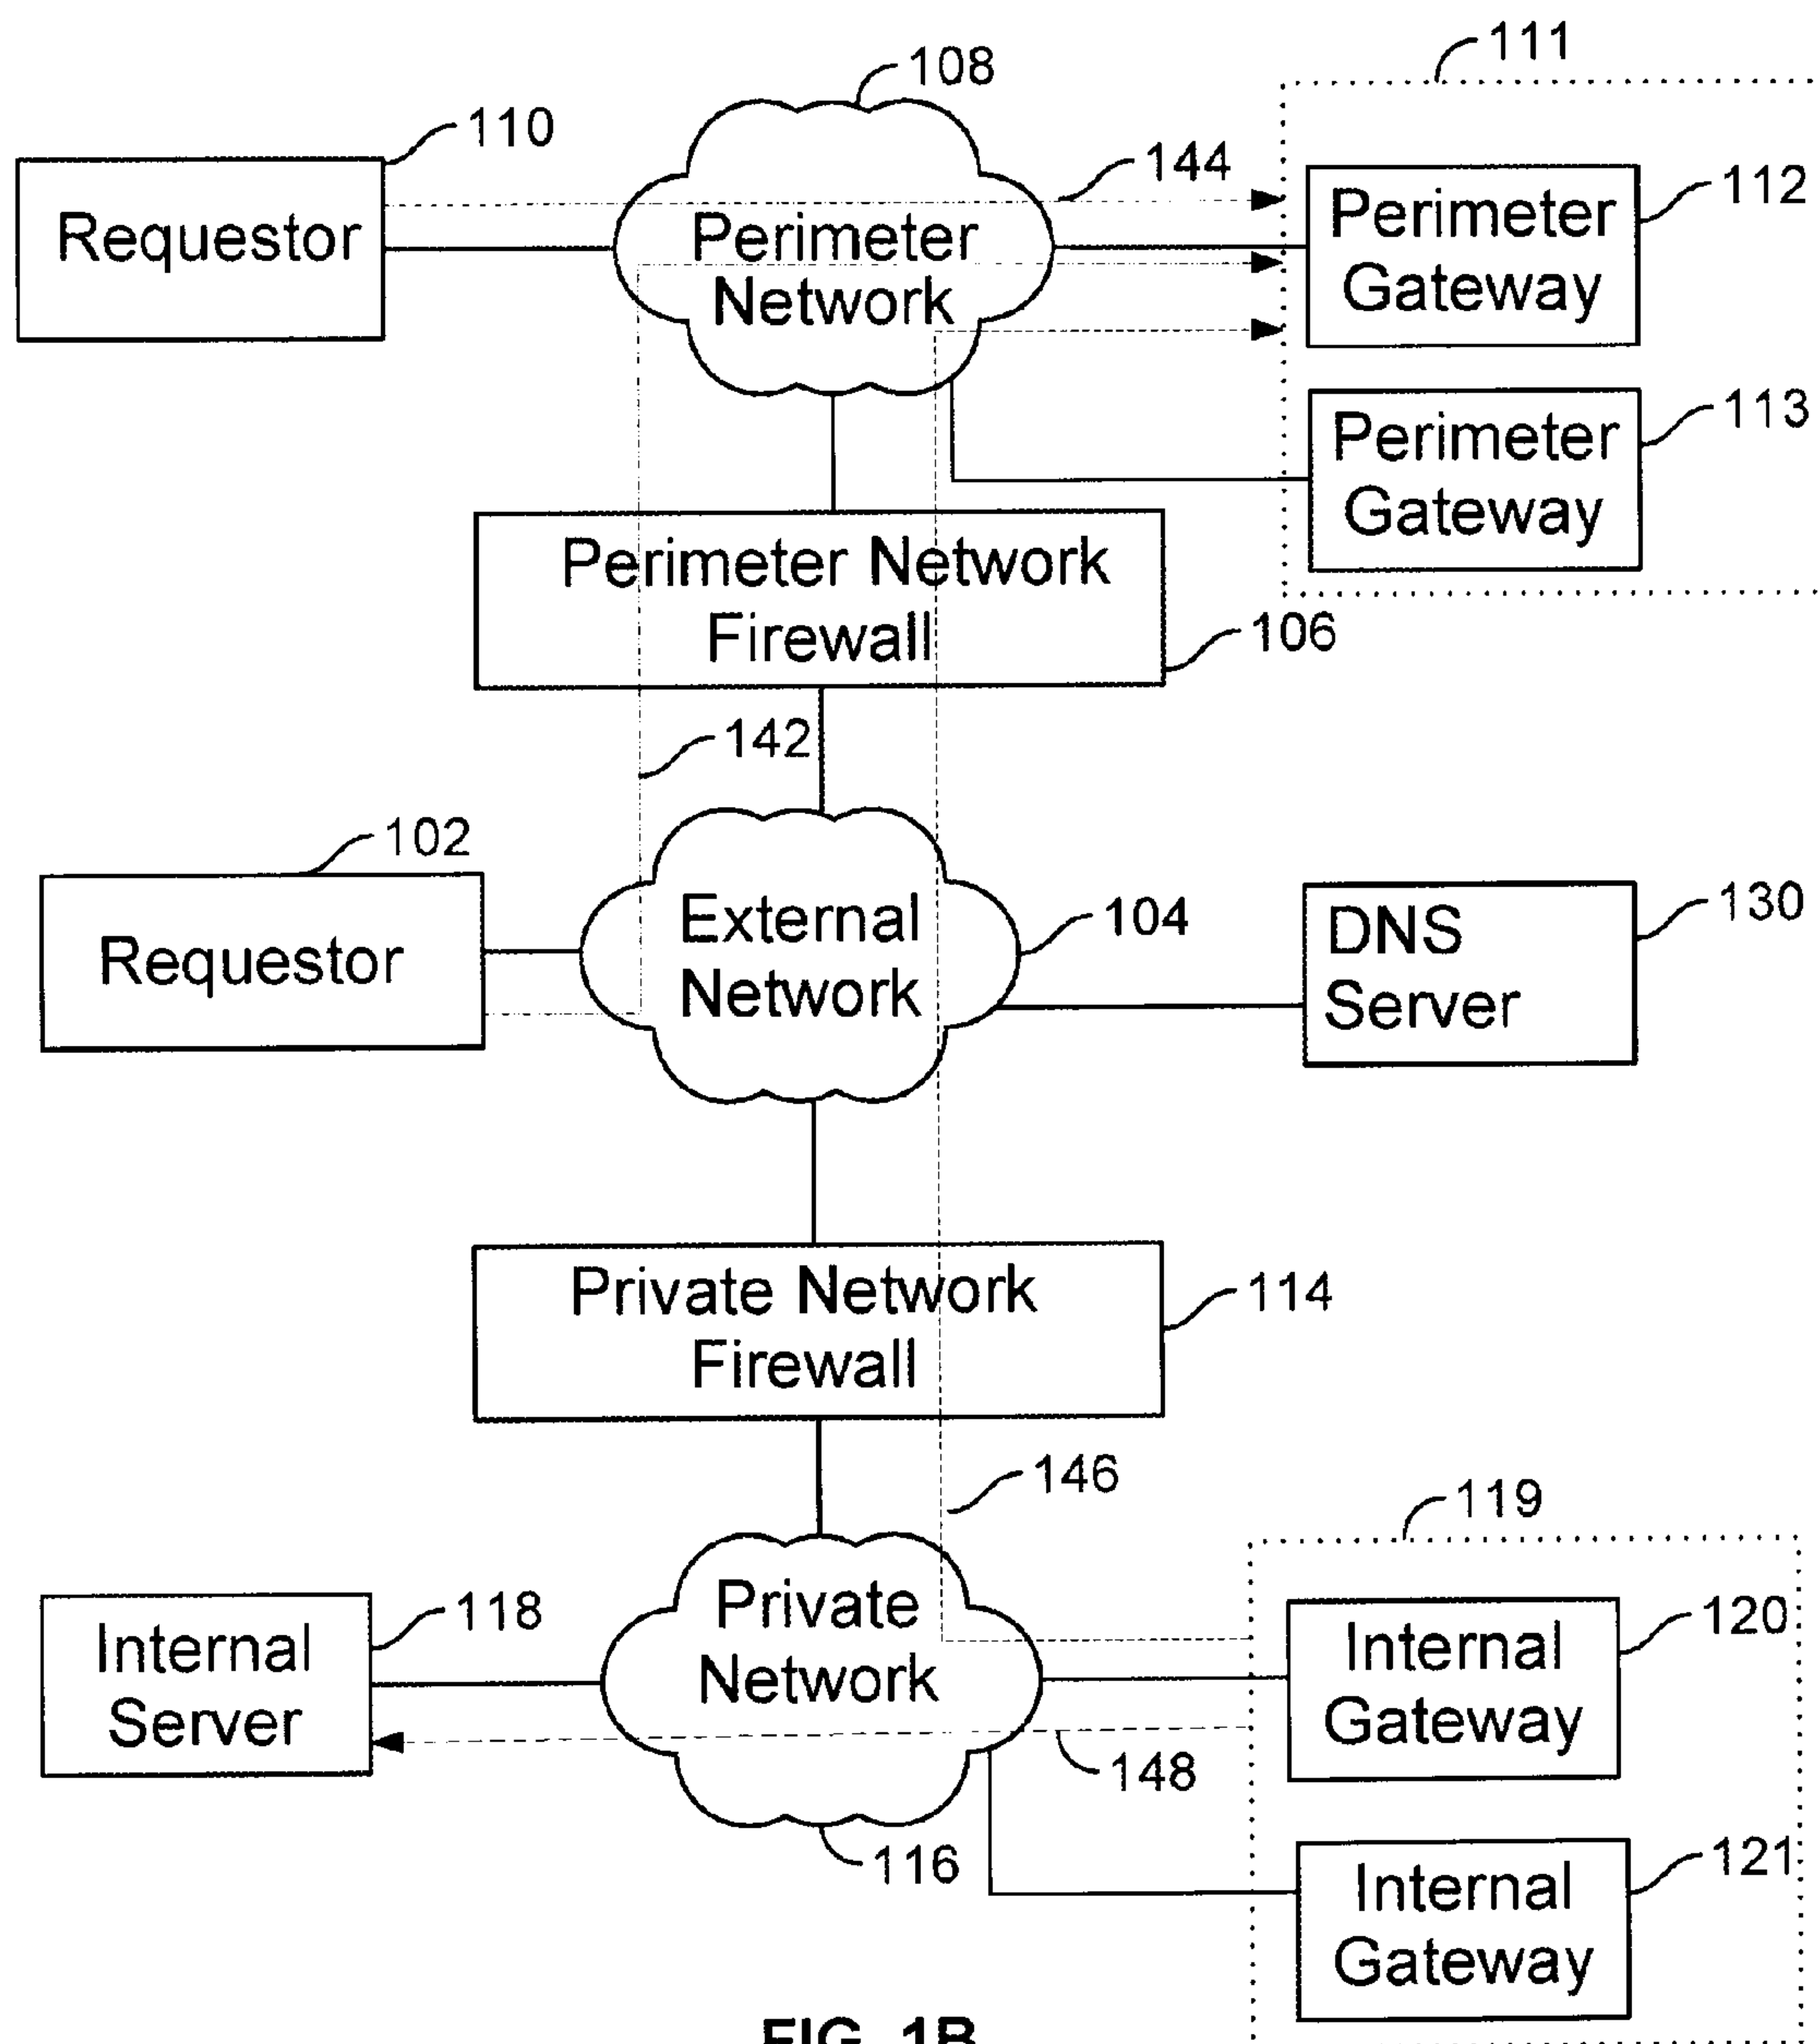 111
108
110
144
112
Requestor
Perimeter
Network
Perimeter
Gateway
113
Perimeter
Gateway
Perimeter Network
Firewall
106
142
102
Requestor
External
Network
104
130
DNS
Server
Private Network
Firewall
114
146
119
118
Internal
Server
Private
Network
120
Internal
Gateway
148
116
121
Internal
Gateway
FIG. 1B